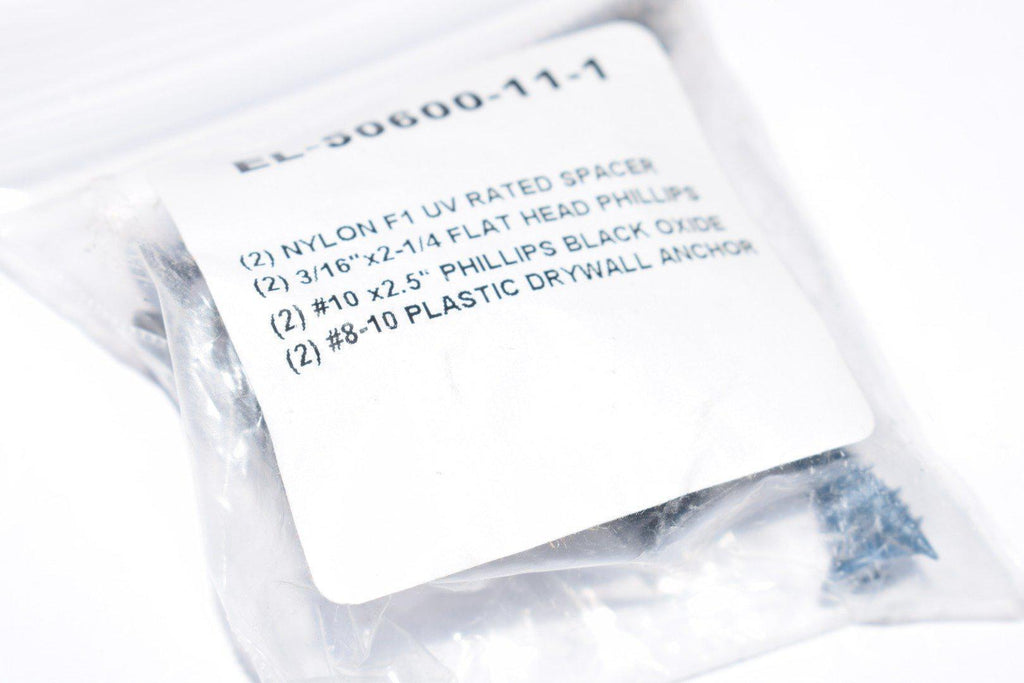 EL-50600-11-1
(2) NYLON F1 UV RATED SPACER
(2) 3/16"x2-1/4 FLAT HEAD PHILLIPS
(2) #10 x2.5" PHILLIPS BLACK OXIDE
(2) #8-10 PLASTIC DRYWALL ANCHOR